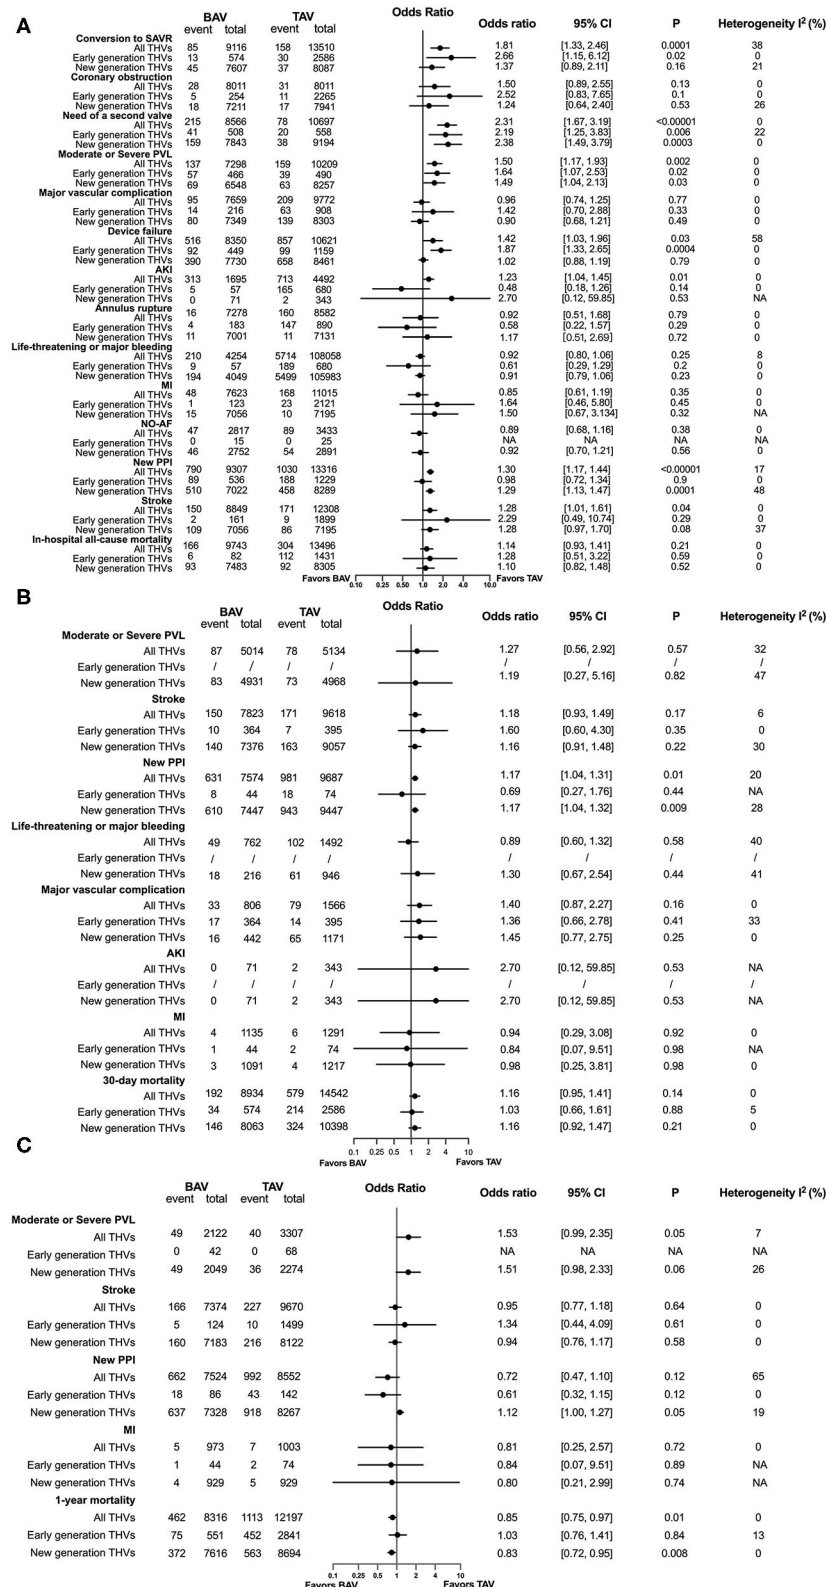 A
BAV TAV Odds Ratio
event total event total Odds ratio 95% CI P Heterogeneity I² (%)
Conversion to SAVR
All THVs 85 9116 158 13510 1.81 [1.33, 2.46] 0.0001 38
Early generation THVs 13 574 30 2586 2.66 [1.15, 6.12] 0.02 0
New generation THVs 45 7607 37 8087 1.37 [0.89, 2.11] 0.16 21
Coronary obstruction
All THVs 28 8011 31 8011 1.50 [0.89, 2.55] 0.13 0
Early generation THVs 5 254 11 2265 2.52 [0.83, 7.65] 0.1 0
New generation THVs 18 7211 17 7941 1.24 [0.64, 2.40] 0.53 26
Need of a second valve
All THVs 215 8566 78 10697 2.31 [1.67, 3.19] <0.00001 0
Early generation THVs 41 508 20 558 2.19 [1.25, 3.83] 0.006 22
New generation THVs 159 7843 38 9194 2.38 [1.49, 3.79] 0.0003 0
Moderate or Severe PVL
All THVs 137 7298 159 10209 1.50 [1.17, 1.93] 0.002 0
Early generation THVs 57 466 39 490 1.64 [1.07, 2.53] 0.02 0
New generation THVs 69 6548 63 8257 1.49 [1.04, 2.13] 0.03 0
Major vascular complication
All THVs 95 7659 209 9772 0.96 [0.74, 1.25] 0.77 0
Early generation THVs 14 216 63 908 1.42 [0.70, 2.88] 0.33 0
New generation THVs 80 7349 139 8303 0.90 [0.68, 1.21] 0.49 0
Device failure
All THVs 516 8350 857 10621 1.42 [1.03, 1.96] 0.03 58
Early generation THVs 92 449 99 1159 1.87 [1.33, 2.65] 0.0004 0
New generation THVs 390 7730 658 8461 1.02 [0.88, 1.19] 0.79 0
AKI
All THVs 313 1695 713 4492 1.23 [1.04, 1.45] 0.01 0
Early generation THVs 5 57 165 680 0.48 [0.18, 1.26] 0.14 0
New generation THVs 0 71 2 343 2.70 [0.12, 59.85] 0.53 NA
Annulus rupture
All THVs 16 7278 160 8582 0.92 [0.51, 1.68] 0.79 0
Early generation THVs 4 183 147 890 0.58 [0.22, 1.57] 0.29 0
New generation THVs 11 7001 11 7131 1.17 [0.51, 2.69] 0.72 0
Life-threatening or major bleeding
All THVs 210 4254 5714 108058 0.92 [0.80, 1.06] 0.25 8
Early generation THVs 9 57 189 680 0.61 [0.29, 1.29] 0.2 0
New generation THVs 194 4049 5499 105983 0.91 [0.79, 1.06] 0.23 0
MI
All THVs 48 7623 168 11015 0.85 [0.61, 1.19] 0.35 0
Early generation THVs 1 123 23 2121 1.64 [0.46, 5.80] 0.45 0
New generation THVs 15 7056 10 7195 1.50 [0.67, 3.134] 0.32 NA
NO-AF
All THVs 47 2817 89 3433 0.89 [0.68, 1.16] 0.38 0
Early generation THVs 0 15 0 25 NA NA NA NA
New generation THVs 46 2752 54 2891 0.92 [0.70, 1.21] 0.56 0
New PPI
All THVs 790 9307 1030 13316 1.30 [1.17, 1.44] <0.00001 17
Early generation THVs 89 536 188 1229 0.98 [0.72, 1.34] 0.9 0
New generation THVs 510 7022 458 8289 1.29 [1.13, 1.47] 0.0001 48
Stroke
All THVs 150 8849 171 12308 1.28 [1.01, 1.61] 0.04 0
Early generation THVs 2 161 9 1899 2.29 [0.49, 10.74] 0.29 0
New generation THVs 109 7056 86 7195 1.28 [0.97, 1.70] 0.08 37
In-hospital all-cause mortality
All THVs 166 9743 304 13496 1.14 [0.93, 1.41] 0.21 0
Early generation THVs 6 82 112 1431 1.28 [0.51, 3.22] 0.59 0
New generation THVs 93 7483 92 8305 1.10 [0.82, 1.48] 0.52 0
Favors BAV Favors TAV
0.10 0.25 0.50 1.0 2.0 4.0 10.0
B
BAV TAV Odds Ratio
event total event total Odds ratio 95% CI P Heterogeneity I² (%)
Moderate or Severe PVL
All THVs 87 5014 78 5134 1.27 [0.56, 2.92] 0.57 32
Early generation THVs / / / / / / / /
New generation THVs 83 4931 73 4968 1.19 [0.27, 5.16] 0.82 47
Stroke
All THVs 150 7823 171 9618 1.18 [0.93, 1.49] 0.17 6
Early generation THVs 10 364 7 395 1.60 [0.60, 4.30] 0.35 0
New generation THVs 140 7376 163 9057 1.16 [0.91, 1.48] 0.22 30
New PPI
All THVs 631 7574 981 9687 1.17 [1.04, 1.31] 0.01 20
Early generation THVs 8 44 18 74 0.69 [0.27, 1.76] 0.44 NA
New generation THVs 610 7447 943 9447 1.17 [1.04, 1.32] 0.009 28
Life-threatening or major bleeding
All THVs 49 762 102 1492 0.89 [0.60, 1.32] 0.58 40
Early generation THVs / / / / / / / /
New generation THVs 18 216 61 946 1.30 [0.67, 2.54] 0.44 41
Major vascular complication
All THVs 33 806 79 1566 1.40 [0.87, 2.27] 0.16 0
Early generation THVs 17 364 14 395 1.36 [0.66, 2.78] 0.41 33
New generation THVs 16 442 65 1171 1.45 [0.77, 2.75] 0.25 0
AKI
All THVs 0 71 2 343 2.70 [0.12, 59.85] 0.53 NA
Early generation THVs / / / / / / / /
New generation THVs 0 71 2 343 2.70 [0.12, 59.85] 0.53 NA
MI
All THVs 4 1135 6 1291 0.94 [0.29, 3.08] 0.92 0
Early generation THVs 1 44 2 74 0.84 [0.07, 9.51] 0.98 NA
New generation THVs 3 1091 4 1217 0.98 [0.25, 3.81] 0.98 0
30-day mortality
All THVs 192 8934 579 14542 1.16 [0.95, 1.41] 0.14 0
Early generation THVs 34 574 214 2586 1.03 [0.66, 1.61] 0.88 5
New generation THVs 146 8063 324 10398 1.16 [0.92, 1.47] 0.21 0
0.1 0.25 0.5 1 2 4 10
Favors BAV Favors TAV
C
BAV TAV Odds Ratio
event total event total Odds ratio 95% CI P Heterogeneity I² (%)
Moderate or Severe PVL
All THVs 49 2122 40 3307 1.53 [0.99, 2.35] 0.05 7
Early generation THVs 0 42 0 68 NA NA NA NA
New generation THVs 49 2049 36 2274 1.51 [0.98, 2.33] 0.06 26
Stroke
All THVs 166 7374 227 9670 0.95 [0.77, 1.18] 0.64 0
Early generation THVs 5 124 10 1499 1.34 [0.44, 4.09] 0.61 0
New generation THVs 160 7183 216 8122 0.94 [0.76, 1.17] 0.58 0
New PPI
All THVs 662 7524 992 8552 0.72 [0.47, 1.10] 0.12 65
Early generation THVs 18 86 43 142 0.61 [0.32, 1.15] 0.12 0
New generation THVs 637 7328 918 8267 1.12 [1.00, 1.27] 0.05 19
MI
All THVs 5 973 7 1003 0.81 [0.25, 2.57] 0.72 0
Early generation THVs 1 44 2 74 0.84 [0.07, 9.51] 0.89 NA
New generation THVs 4 929 5 929 0.80 [0.21, 2.99] 0.74 NA
1-year mortality
All THVs 462 8316 1113 12197 0.85 [0.75, 0.97] 0.01 0
Early generation THVs 75 551 452 2841 1.03 [0.76, 1.41] 0.84 13
New generation THVs 372 7616 563 8694 0.83 [0.72, 0.95] 0.008 0
0.1 0.25 0.5 1 2 4 10
Favors BAV Favors TAV